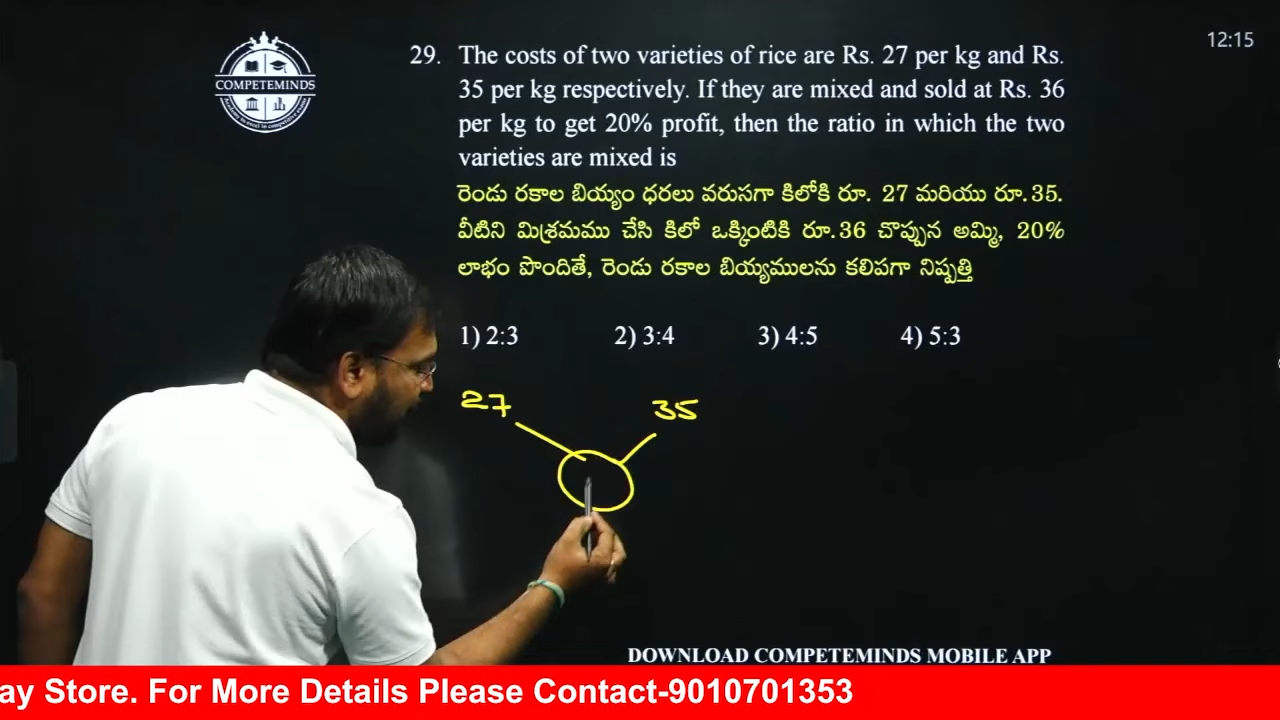 12:15
COMPETEMINDS
29. The costs of two varieties of rice are Rs. 27 per kg and Rs.
35 per kg respectively. If they are mixed and sold at Rs. 36
per kg to get 20% profit, then the ratio in which the two
varieties are mixed is
రెండు రకాల బియ్యం ధరలు వరుసగా కిలోకి రూ. 27 మరియు రూ.35.
వీటిని మిశ్రమము చేసి కిలో ఒక్కింటికి రూ.36 చొప్పున అమ్మి, 20%
లాభం పొందితే, రెండు రకాల బియ్యములను కలిపగా నిష్పత్తి
1) 2:3 2) 3:4 3) 4:5 4) 5:3
27 35
DOWNLOAD COMPETEMINDS MOBILE APP
ay Store. For More Details Please Contact-9010701353